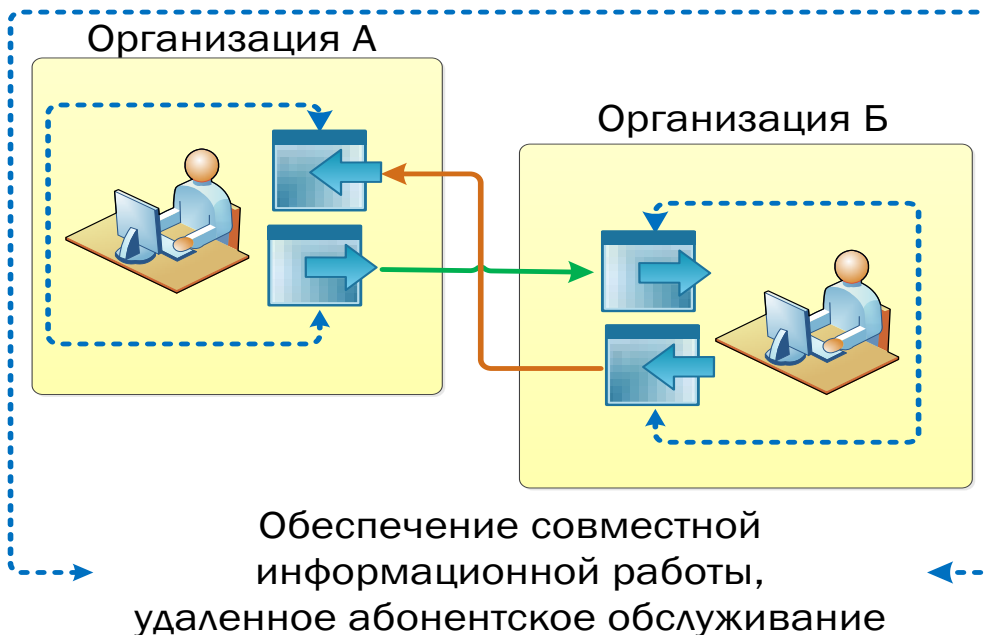 Организация А
Организация Б
Обеспечение совместной
информационной работы,
удаленное абонентское обслуживание